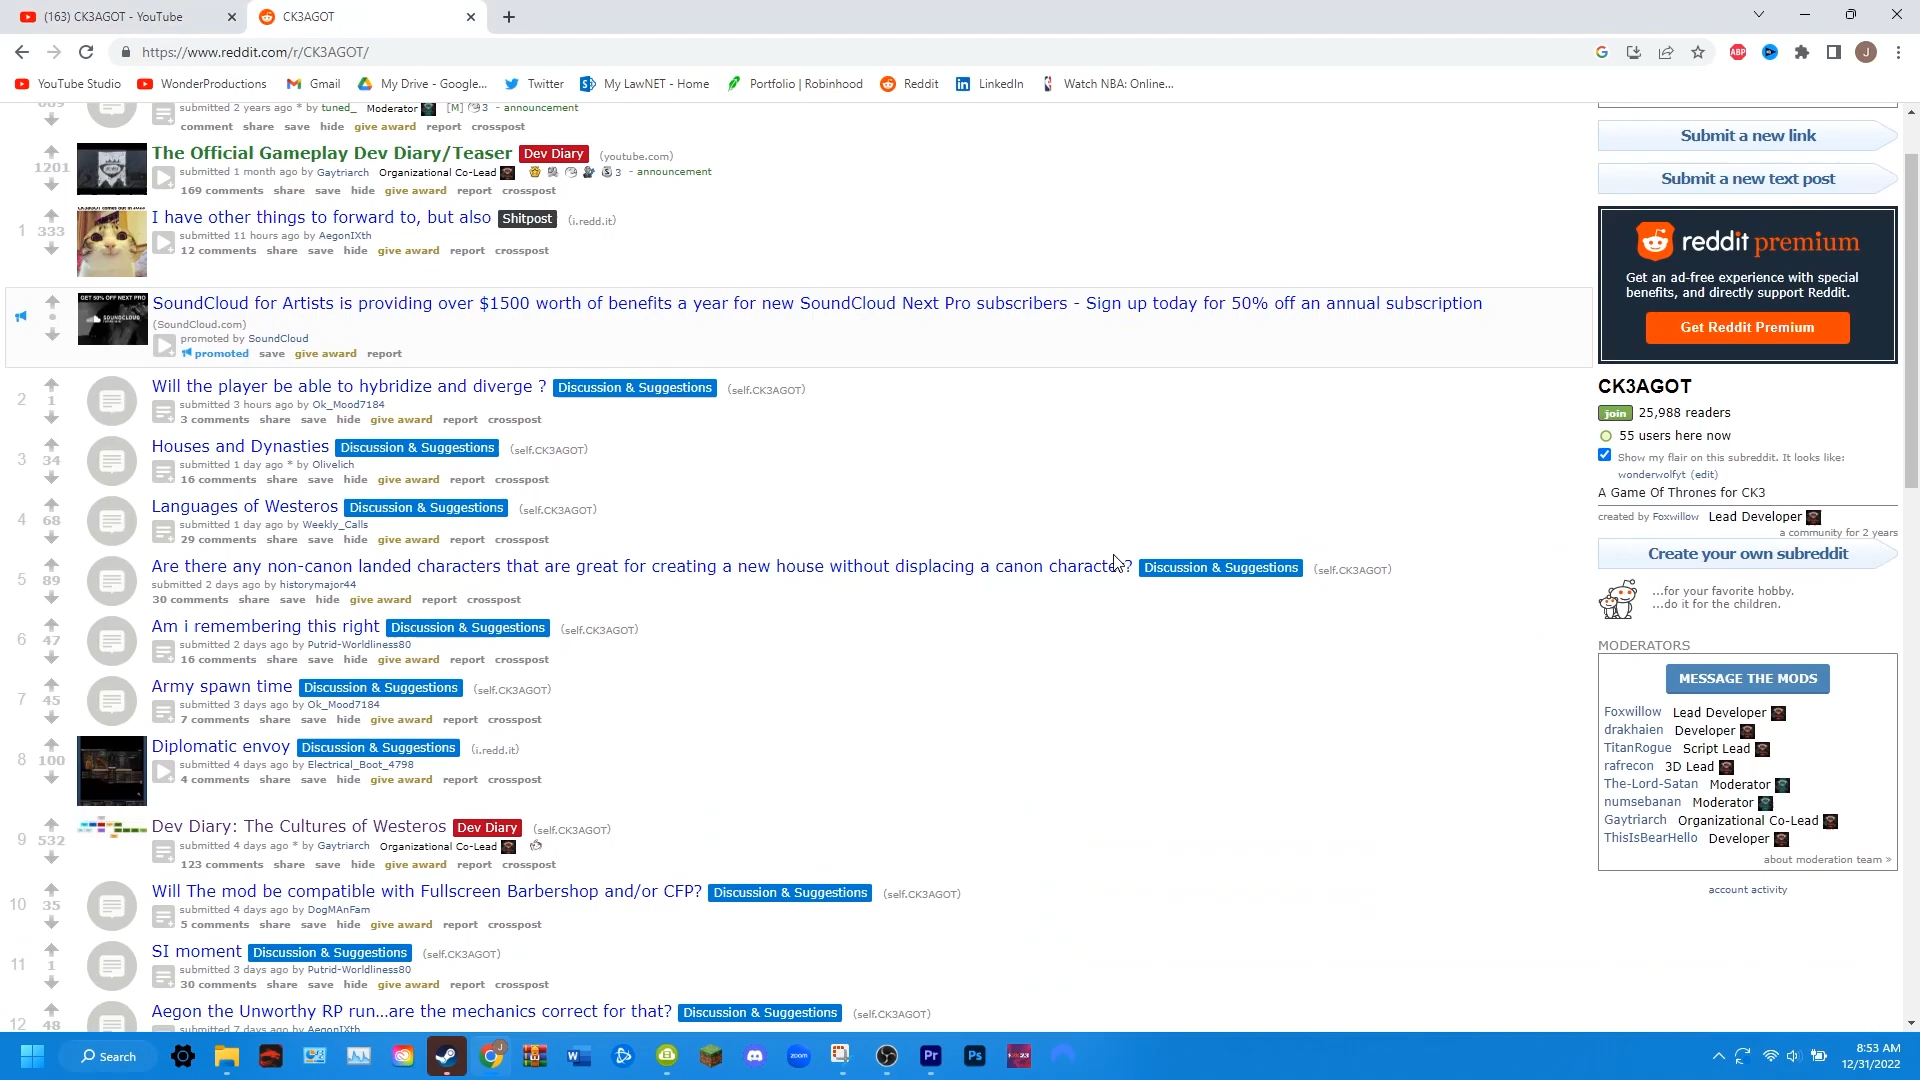 (163) CK3AGOT - YouTube
CK3AGOT
https://www.reddit.com/r/CK3AGOT/
ABP
J
YouTube Studio
WonderProductions
Gmail
My Drive - Google...
Twitter
My LawNET - Home
Portfolio | Robinhood
Reddit
LinkedIn
Watch NBA: Online...
submitted 2 years ago * by tuned_ Moderator [M] 3 - announcement
comment share save hide give award report crosspost
1201
The Official Gameplay Dev Diary/Teaser Dev Diary (youtube.com)
submitted 1 month ago by Gaytriarch Organizational Co-Lead 3 - announcement
169 comments share save hide give award report crosspost
1 333
I have other things to forward to, but also Shitpost (i.redd.it)
submitted 11 hours ago by AegonIXth
12 comments share save hide give award report crosspost
GET 50% OFF NEXT PRO
SOUNDCLOUD
SoundCloud for Artists is providing over $1500 worth of benefits a year for new SoundCloud Next Pro subscribers - Sign up today for 50% off an annual subscription
(SoundCloud.com)
promoted by SoundCloud
promoted save give award report
2 1
Will the player be able to hybridize and diverge ? Discussion & Suggestions (self.CK3AGOT)
submitted 3 hours ago by Ok_Mood7184
3 comments share save hide give award report crosspost
3 34
Houses and Dynasties Discussion & Suggestions (self.CK3AGOT)
submitted 1 day ago * by Olivelich
16 comments share save hide give award report crosspost
4 68
Languages of Westeros Discussion & Suggestions (self.CK3AGOT)
submitted 1 day ago by Weekly_Calls
29 comments share save hide give award report crosspost
5 89
Are there any non-canon landed characters that are great for creating a new house without displacing a canon character? Discussion & Suggestions (self.CK3AGOT)
submitted 2 days ago by historymajor44
30 comments share save hide give award report crosspost
6 47
Am i remembering this right Discussion & Suggestions (self.CK3AGOT)
submitted 2 days ago by Putrid-Worldliness80
16 comments share save hide give award report crosspost
7 45
Army spawn time Discussion & Suggestions (self.CK3AGOT)
submitted 3 days ago by Ok_Mood7184
7 comments share save hide give award report crosspost
8 100
Diplomatic envoy Discussion & Suggestions (i.redd.it)
submitted 4 days ago by Electrical_Boot_4798
4 comments share save hide give award report crosspost
9 532
Dev Diary: The Cultures of Westeros Dev Diary (self.CK3AGOT)
submitted 4 days ago * by Gaytriarch Organizational Co-Lead
123 comments share save hide give award report crosspost
10 35
Will The mod be compatible with Fullscreen Barbershop and/or CFP? Discussion & Suggestions (self.CK3AGOT)
submitted 4 days ago by DogMAnFam
5 comments share save hide give award report crosspost
11 1
SI moment Discussion & Suggestions (self.CK3AGOT)
submitted 3 days ago by Putrid-Worldliness80
30 comments share save hide give award report crosspost
12 48
Aegon the Unworthy RP run...are the mechanics correct for that? Discussion & Suggestions (self.CK3AGOT)
submitted 7 days ago by AegonIXth
Submit a new link
Submit a new text post
reddit premium
Get an ad-free experience with special
benefits, and directly support Reddit.
Get Reddit Premium
CK3AGOT
join 25,988 readers
55 users here now
Show my flair on this subreddit. It looks like:
wonderwolfyt (edit)
A Game Of Thrones for CK3
created by Foxwillow Lead Developer
a community for 2 years
Create your own subreddit
...for your favorite hobby.
...do it for the children.
MODERATORS
MESSAGE THE MODS
Foxwillow Lead Developer
drakhaien Developer
TitanRogue Script Lead
rafrecon 3D Lead
The-Lord-Satan Moderator
numsebanan Moderator
Gaytriarch Organizational Co-Lead
ThisIsBearHello Developer
about moderation team »
account activity
Search
zoom
Pr
Ps
8:53 AM
12/31/2022